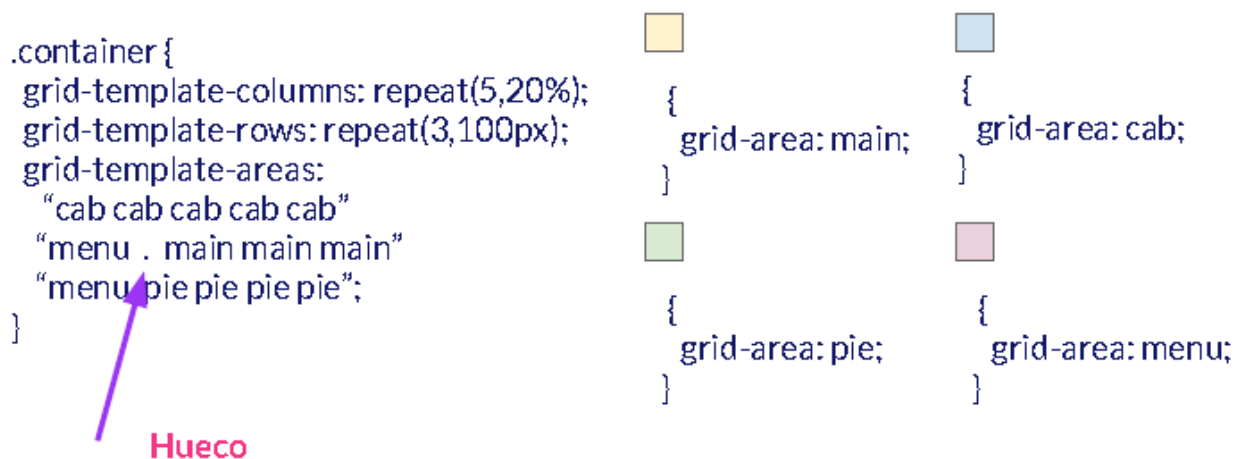 .container {
grid-template-columns: repeat(5,20%);
grid-template-rows: repeat(3,100px);
grid-template-areas:
“cab cab cab cab cab”
“menu . main main main”
“menu pie pie pie pie”;
}
Hueco
{
grid-area: main;
}
{
grid-area: cab;
}
{
grid-area: pie;
}
{
grid-area: menu;
}